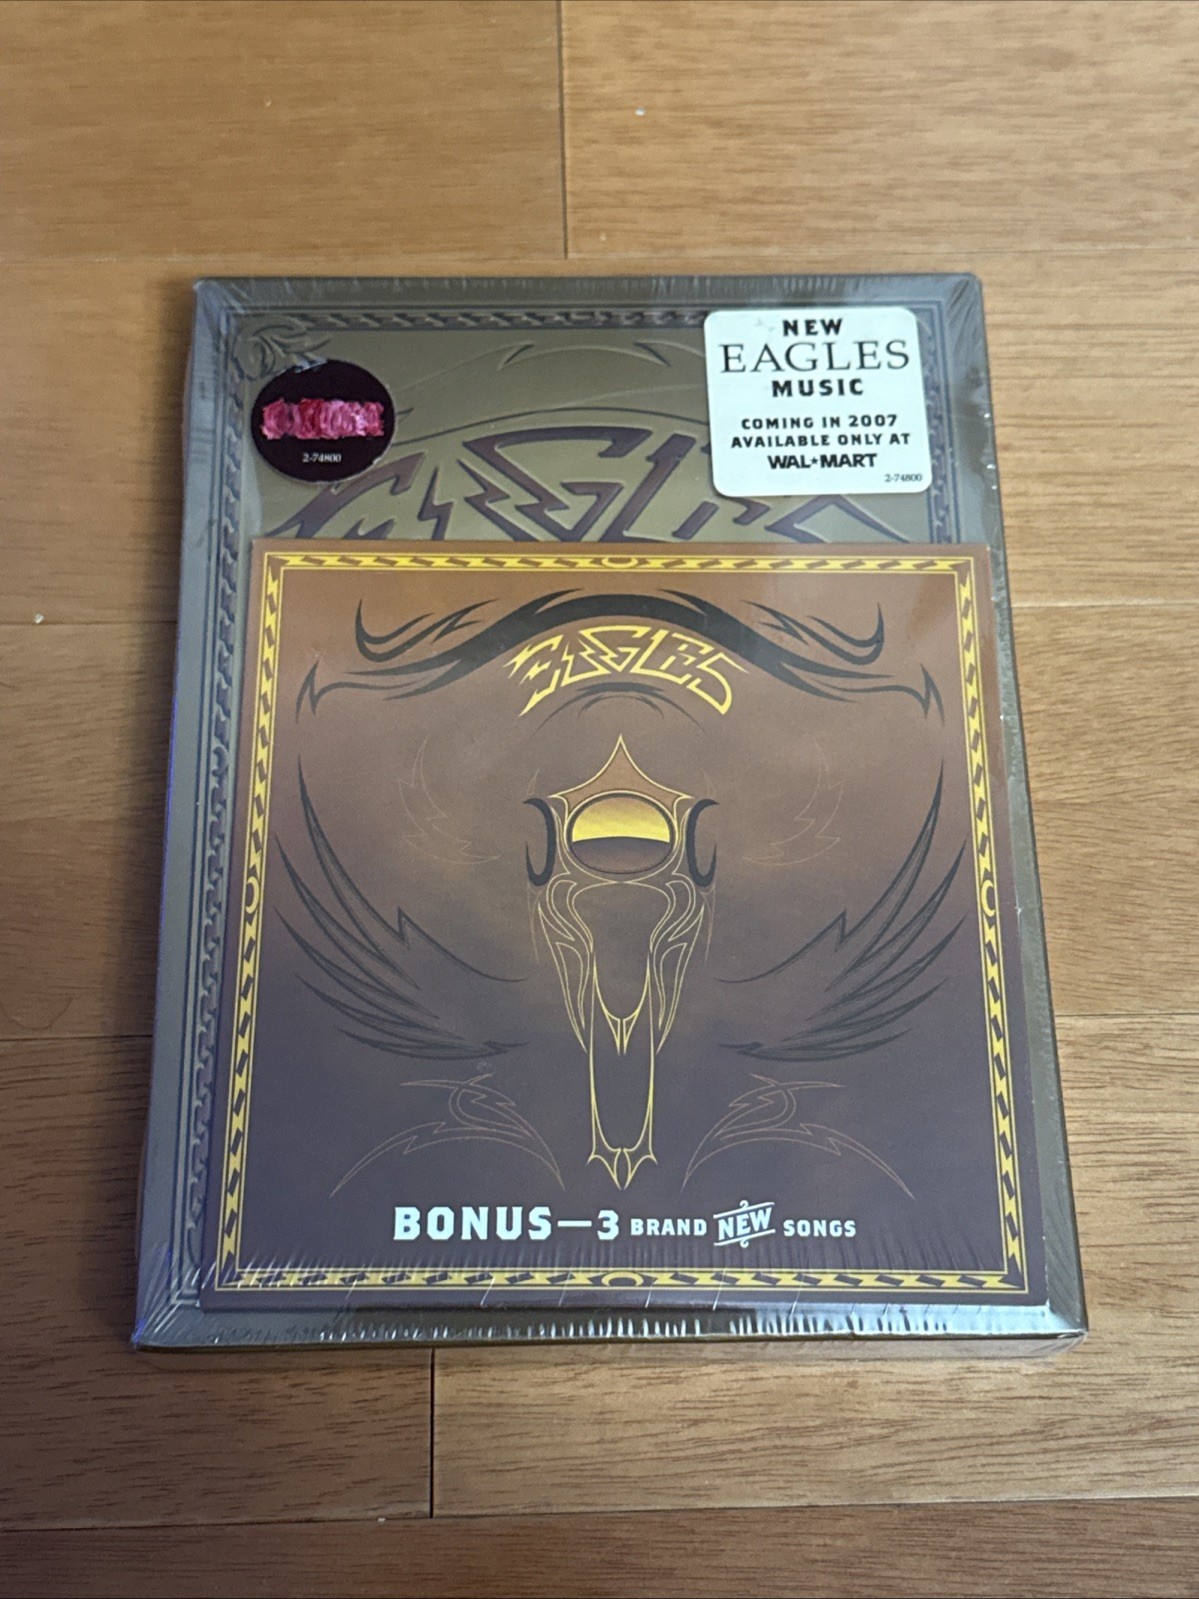 NEW
EAGLES
MUSIC
COMING IN 2007
AVAILABLE ONLY AT
WAL★MART
2-74800
2-74800
EAGLES
EAGLES
BONUS—3 BRAND NEW SONGS